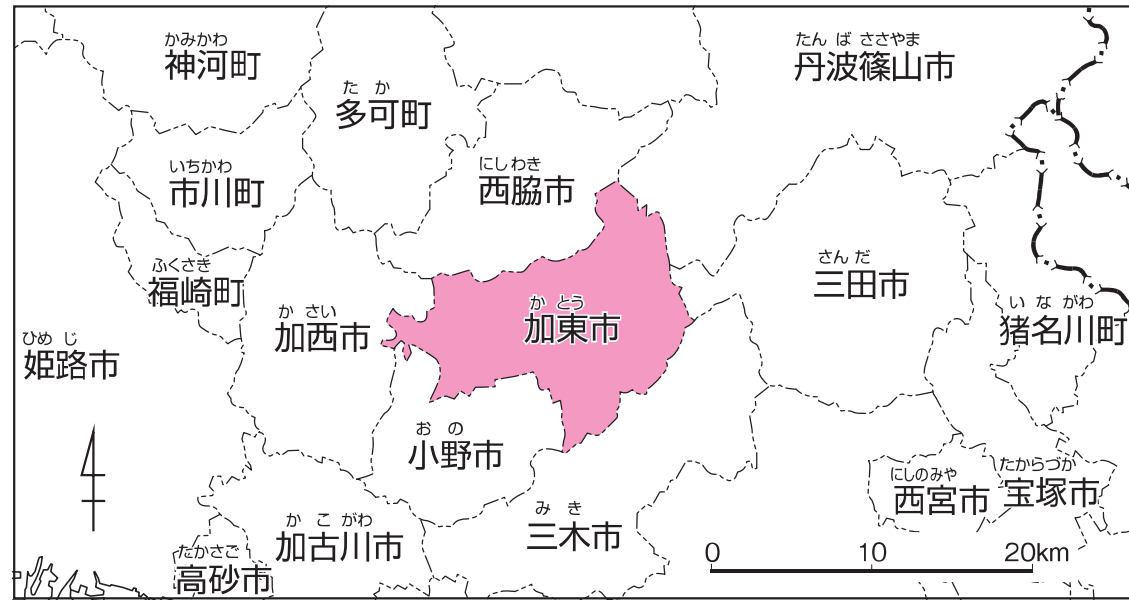 かみかわ
神河町
たんばささやま
丹波篠山市
たか
多可町
いちかわ
市川町
にしわき
西脇市
ふくさき
福崎町
さんだ
三田市
かさい
加西市
かとう
加東市
いながわ
猪名川町
ひめじ
姫路市
おの
小野市
にしのみや
西宮市
たからづか
宝塚市
かこがわ
加古川市
みき
三木市
たかさご
高砂市
0 10 20km